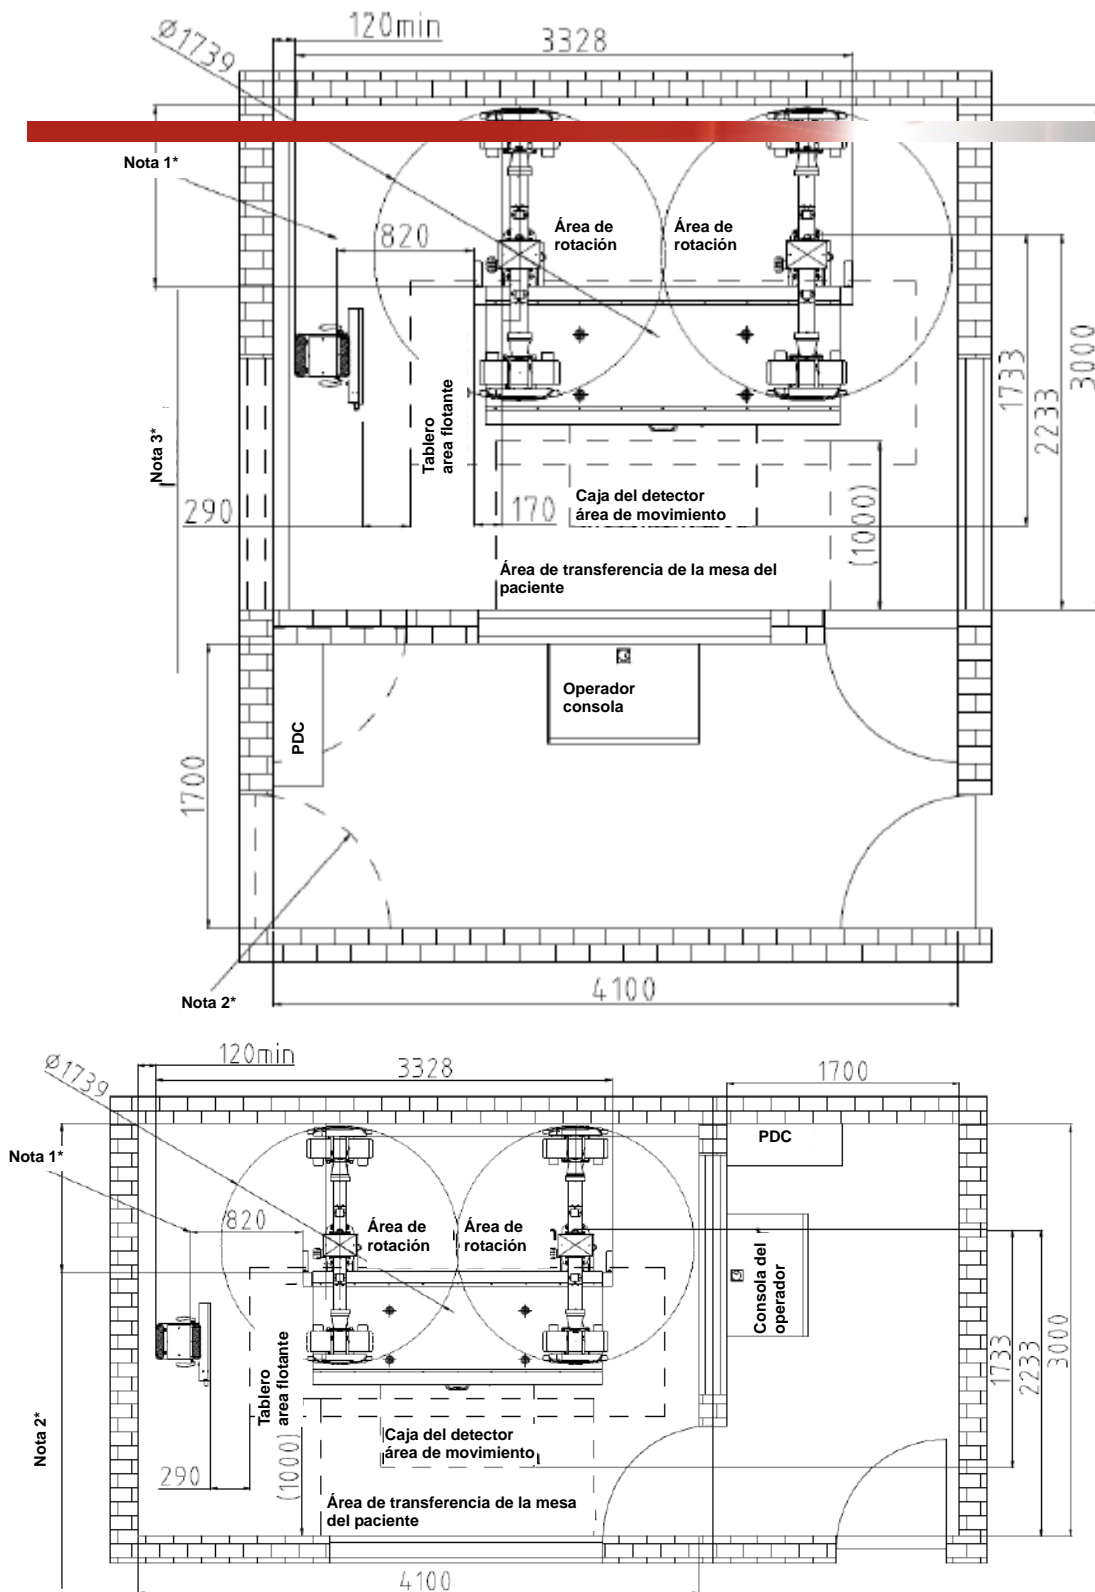 Ø1739
120min
3328
Nota 1*
Área de
rotación
Área de
rotación
820
Tablero
area flotante
Nota 3*
290
170
Caja del detector
área de movimiento
(1000)
1733
2233
3000
Área de transferencia de la mesa del
paciente
Operador
consola
PDC
1700
Nota 2*
4100
Ø1739
120min
3328
1700
PDC
Nota 1*
820
Área de
rotación
Área de
rotación
Consola del
operador
Tablero
area flotante
Nota 2*
290
(1000)
Caja del detector
área de movimiento
1733
2233
3000
Área de transferencia de la mesa
del paciente
4100